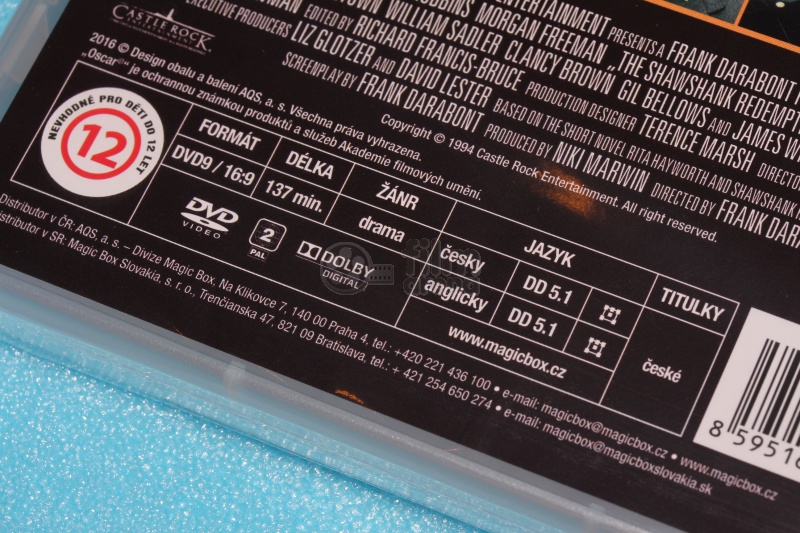 CASTLE ROCK
ENTERTAINMENT PRESENTS A FRANK DARABONT
ROBBINS MORGAN FREEMAN „THE SHAWSHANK REDEMPT
WILLIAM SADLER CLANCY BROWN GIL BELLOWS AND JAMES W
EXECUTIVE PRODUCERS LIZ GLOTZER AND DAVID LESTER
EDITED BY RICHARD FRANCIS-BRUCE PRODUCTION DESIGNER TERENCE MARSH
SCREENPLAY BY FRANK DARABONT
BASED ON THE SHORT NOVEL RITA HAYWORTH AND SHAWSHANK
PRODUCED BY NIKI MARVIN DIRECTED BY FRANK DARA
2016 © Design obalu a balení AQS, a. s. Všechna práva vyhrazena.
„Oscar®“ je ochrannou známkou produktů a služeb Akademie filmových umění.
Copyright © 1994 Castle Rock Entertainment. All right reserved.
NEVHODNÉ PRO DĚTI DO 12 LET
12
FORMÁT
DÉLKA
ŽÁNR
JAZYK
TITULKY
DVD9 / 16:9
137 min.
drama
český
DD 5.1
anglický
DD 5.1
české
www.magicbox.cz
DVD
VIDEO
2
PAL
DOLBY
DIGITAL
Distributor v ČR: AQS, a. s. – Divize Magic Box, Na Klikovce 7, 140 00 Praha 4, tel.: +420 221 436 100 • e-mail: magicbox@magicbox.cz • www.magicbox.cz
distributor v SR: Magic Box Slovakia, s. r. o., Trenčianska 47, 821 09 Bratislava, tel.: + 421 254 650 274 • e-mail: magicbox@magicboxslovakia.sk
8 59516